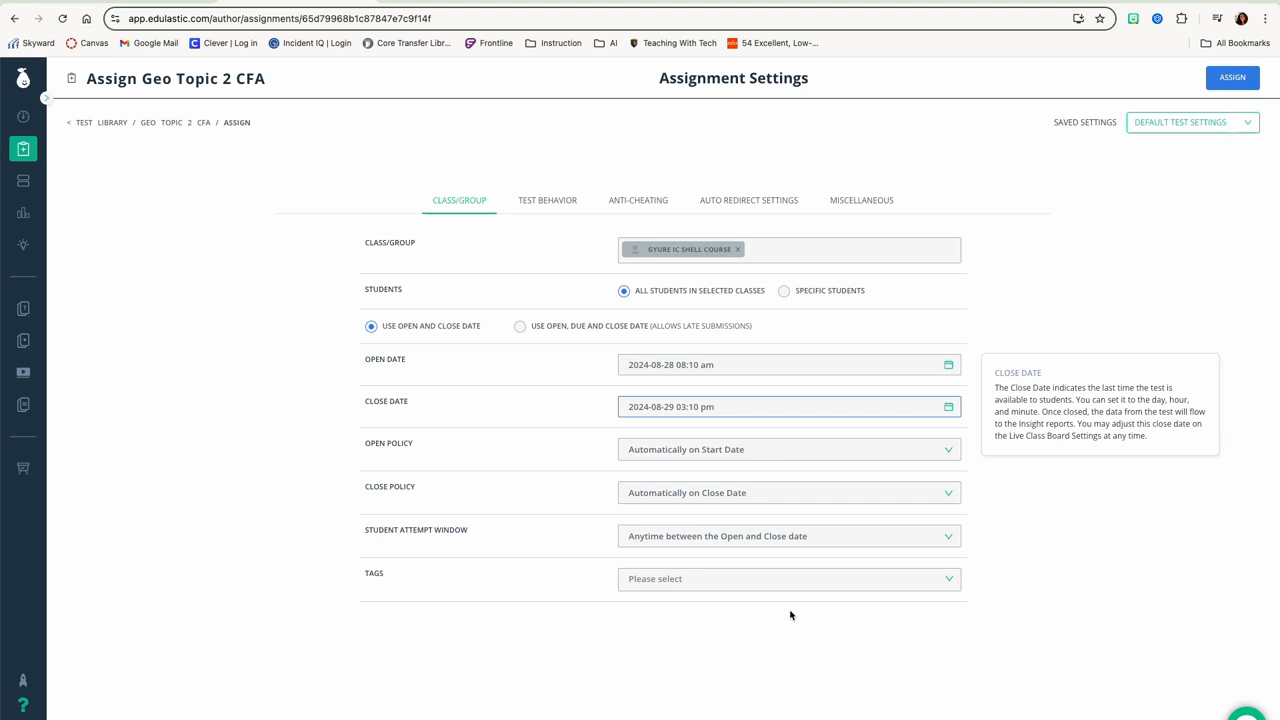 app.edulastic.com/author/assignments/65d79968b1c87847e7c9f14f
Skyward
Canvas
Google Mail
Clever | Log in
Incident IQ | Login
Core Transfer Libr...
Frontline
Instruction
AI
Teaching With Tech
54 Excellent, Low-...
All Bookmarks
Assign Geo Topic 2 CFA
Assignment Settings
ASSIGN
< TEST LIBRARY / GEO TOPIC 2 CFA / ASSIGN
SAVED SETTINGS
DEFAULT TEST SETTINGS
CLASS/GROUP
TEST BEHAVIOR
ANTI-CHEATING
AUTO REDIRECT SETTINGS
MISCELLANEOUS
CLASS/GROUP
GYURE IC SHELL COURSE X
STUDENTS
ALL STUDENTS IN SELECTED CLASSES
SPECIFIC STUDENTS
USE OPEN AND CLOSE DATE
USE OPEN, DUE AND CLOSE DATE (ALLOWS LATE SUBMISSIONS)
OPEN DATE
2024-08-28 08:10 am
CLOSE DATE
2024-08-29 03:10 pm
CLOSE DATE
The Close Date indicates the last time the test is
available to students. You can set it to the day, hour,
and minute. Once closed, the data from the test will flow
to the Insight reports. You may adjust this close date on
the Live Class Board Settings at any time.
OPEN POLICY
Automatically on Start Date
CLOSE POLICY
Automatically on Close Date
STUDENT ATTEMPT WINDOW
Anytime between the Open and Close date
TAGS
Please select
?